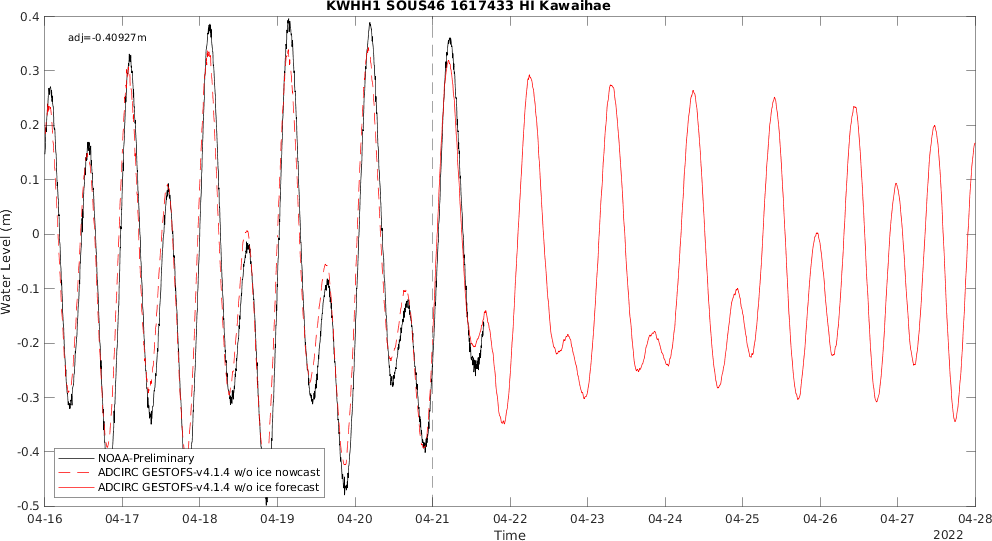 KWHH1 SOUS46 1617433 HI Kawaihae
adj=-0.40927m
0.4
0.3
0.2
0.1
0
-0.1
-0.2
-0.3
-0.4
-0.5
Water Level (m)
NOAA-Preliminary
ADCIRC GESTOFS-v4.1.4 w/o ice nowcast
ADCIRC GESTOFS-v4.1.4 w/o ice forecast
04-16 04-17 04-18 04-19 04-20 04-21 04-22 04-23 04-24 04-25 04-26 04-27 04-28
Time
2022